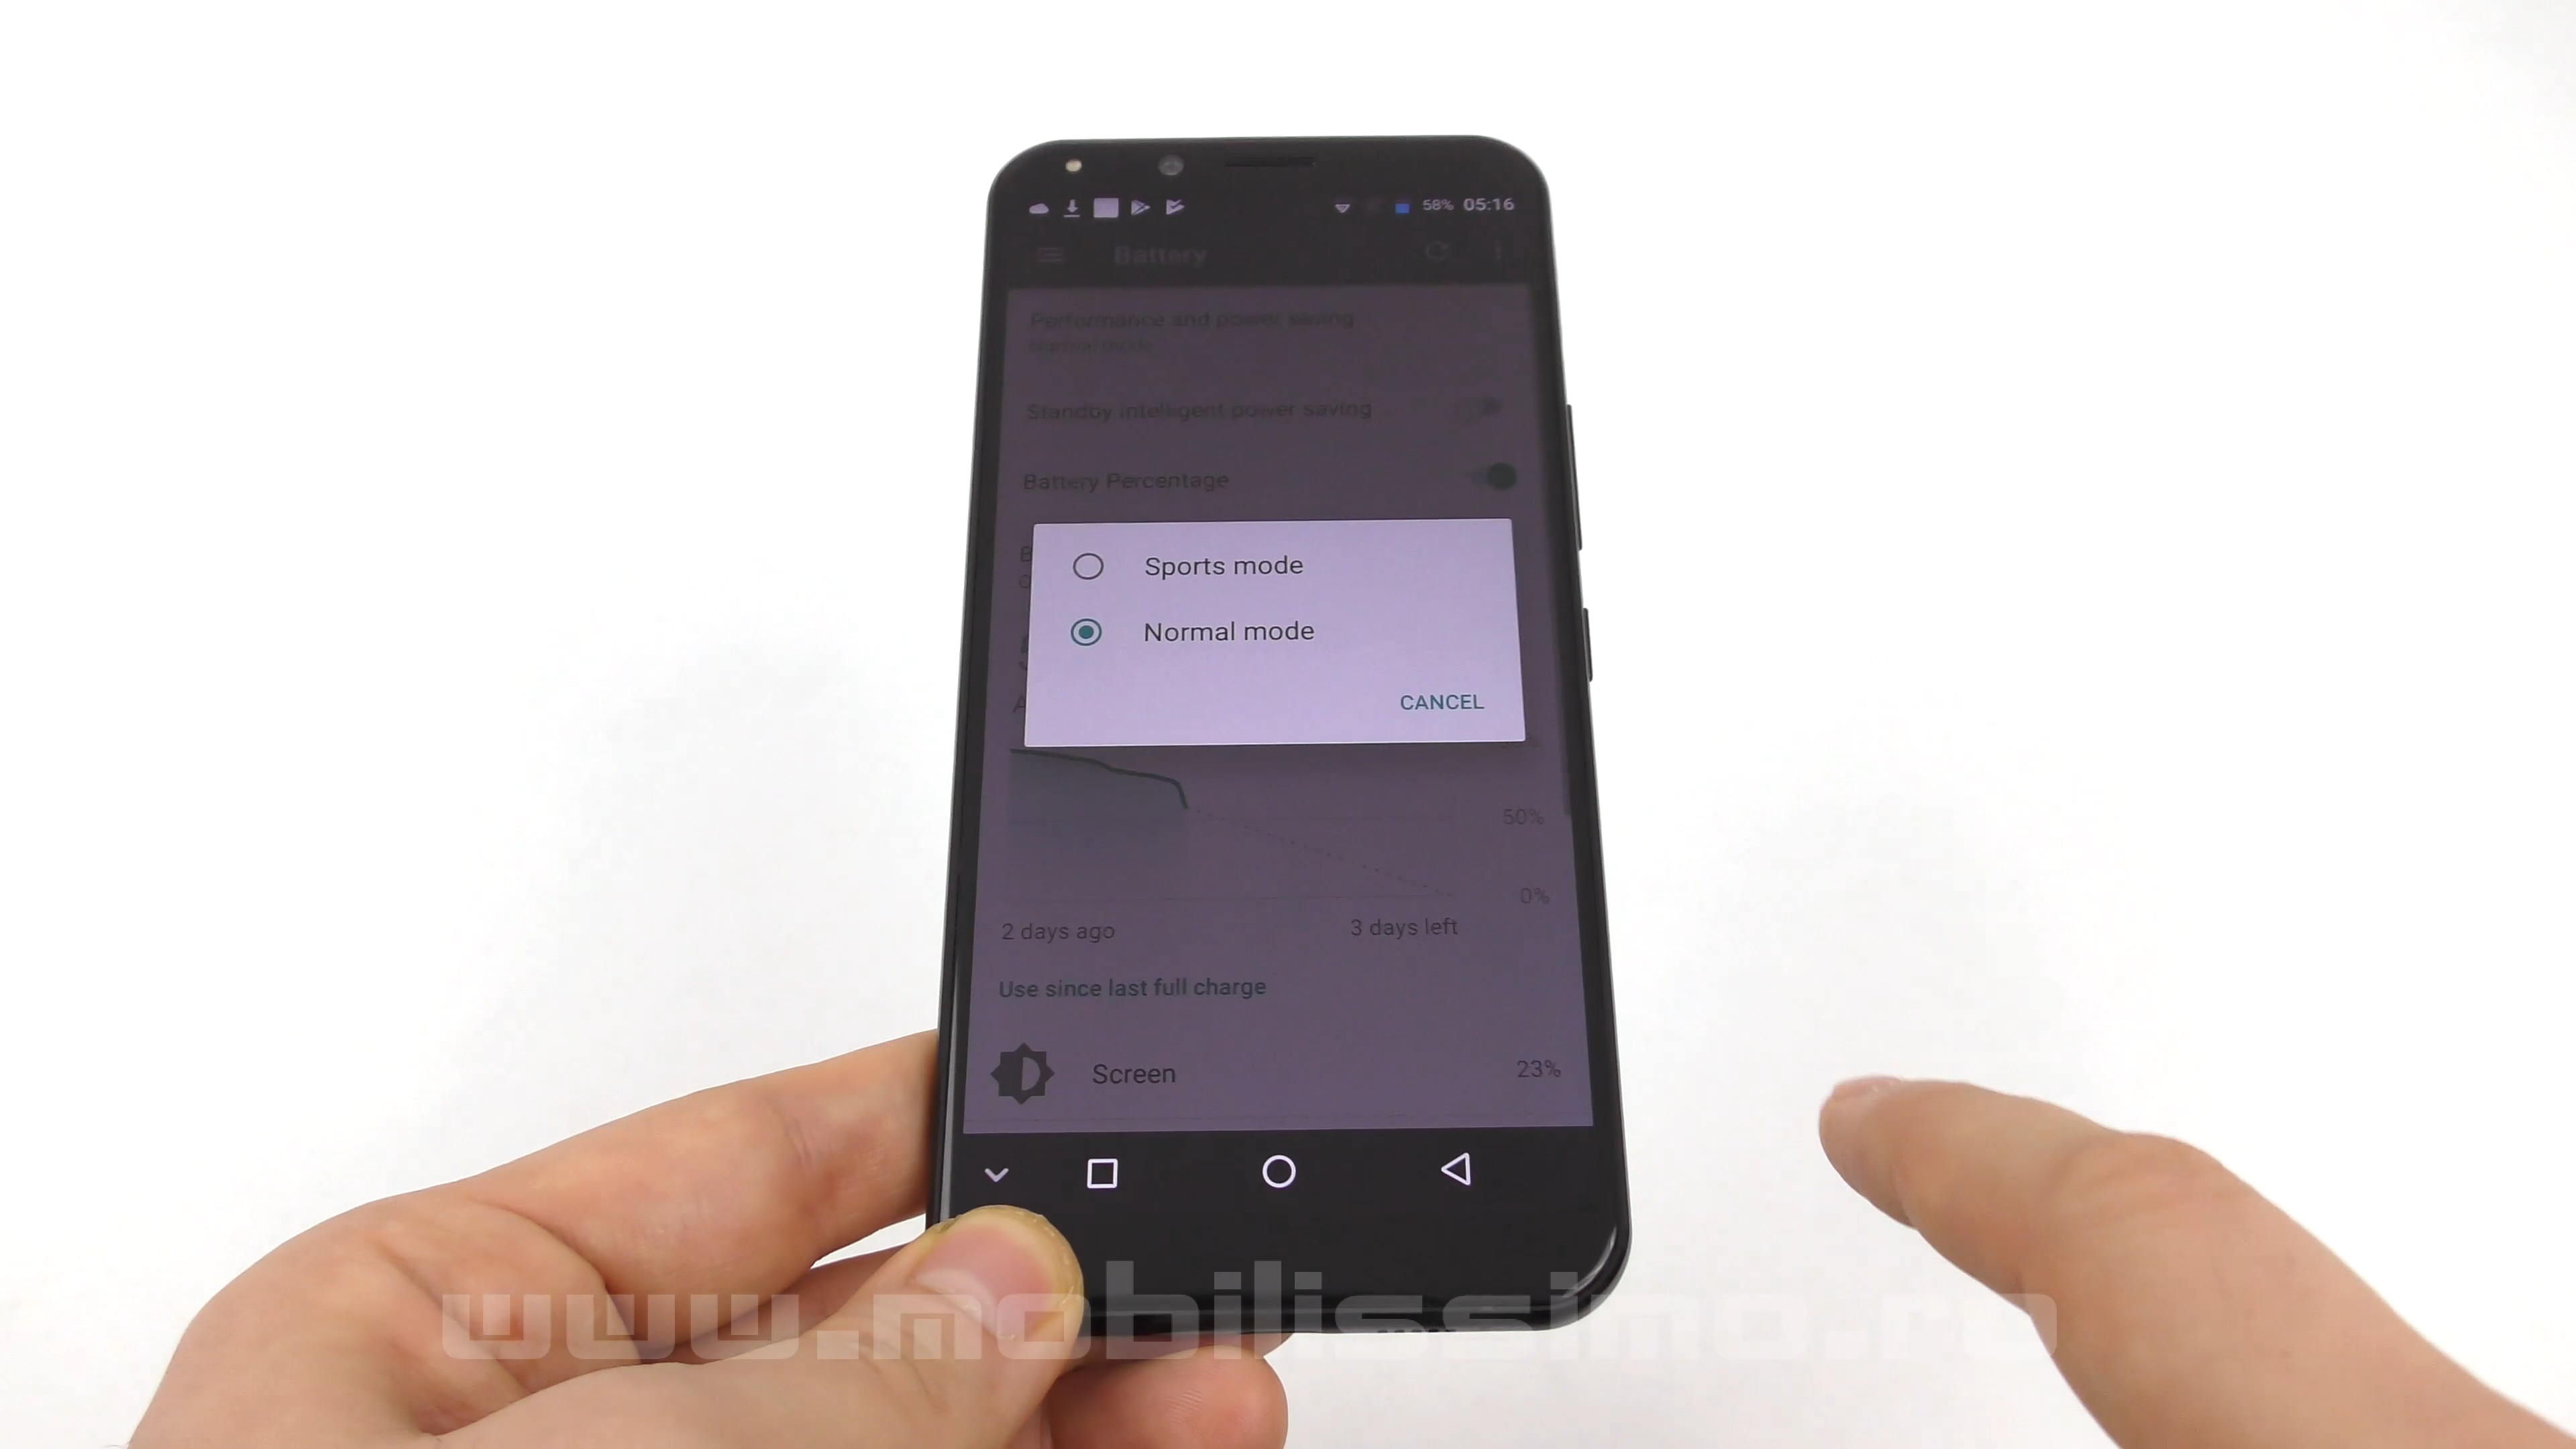 58% 05:16
Battery
Performance and power saving
Normal mode
Standby intelligent power saving
Battery Percentage
Sports mode
Normal mode
CANCEL
50%
0%
2 days ago 3 days left
Use since last full charge
Screen 23%
www.mobilissimo.ro